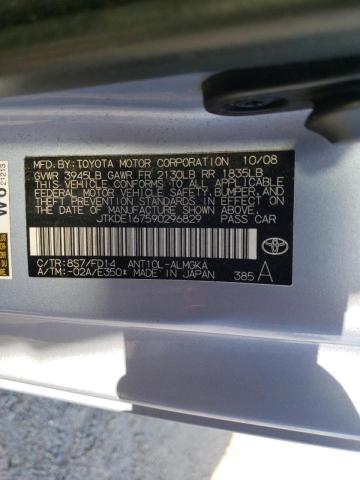 MFD. BY: TOYOTA MOTOR CORPORATION 10/08
GVWR 3945LB GAWR FR 2130LB RR 1835LB
THIS VEHICLE CONFORMS TO ALL APPLICABLE
FEDERAL MOTOR VEHICLE SAFETY, BUMPER, AND
THEFT PREVENTION STANDARDS IN EFFECT ON
THE DATE OF MANUFACTURE SHOWN ABOVE.
JTKDE167590296829 PASS CAR
C/TR: 8S7/FD14 ANT10L-ALMGKA
A/TM: -02A/E350* MADE IN JAPAN 385 A